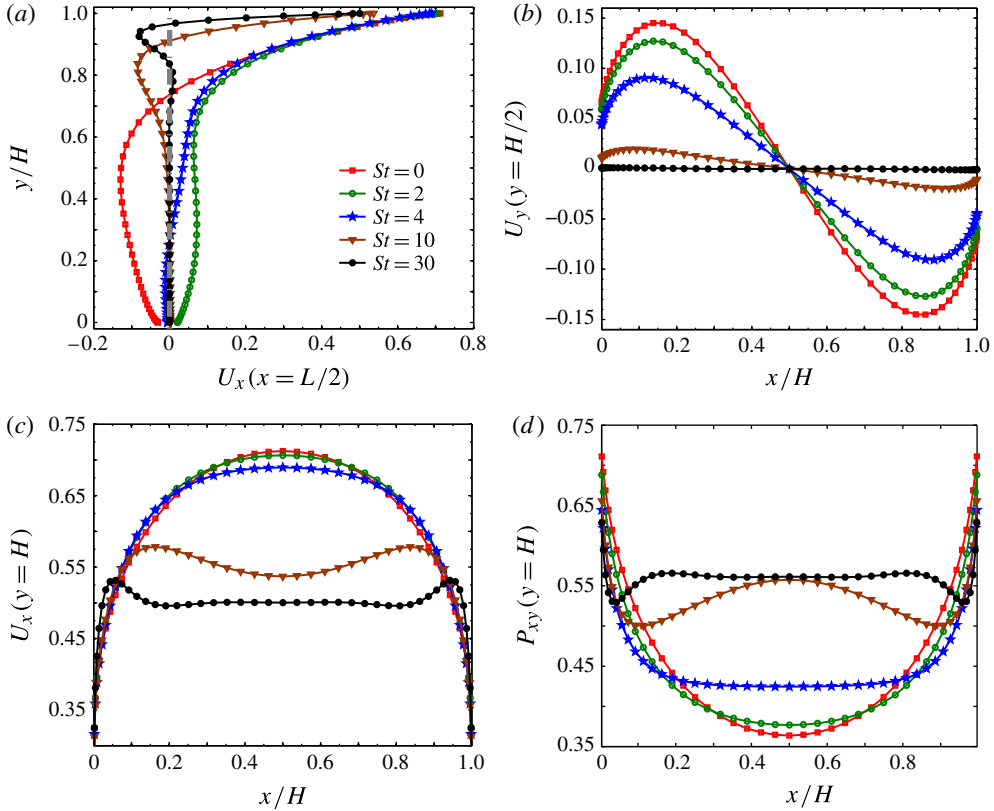 (a)
1.0
0.8
0.6
0.4
0.2
0
y/H
−0.2 0 0.2 0.4 0.6 0.8
U_x(x = L/2)
St = 0
St = 2
St = 4
St = 10
St = 30
(b)
0.15
0.10
0.05
0
−0.05
−0.10
−0.15
U_y(y = H/2)
0 0.2 0.4 0.6 0.8 1.0
x/H
(c)
0.75
0.65
0.55
0.45
0.35
U_x(y = H)
0 0.2 0.4 0.6 0.8 1.0
x/H
(d)
0.75
0.65
0.55
0.45
0.35
P_xy(y = H)
0 0.2 0.4 0.6 0.8
x/H